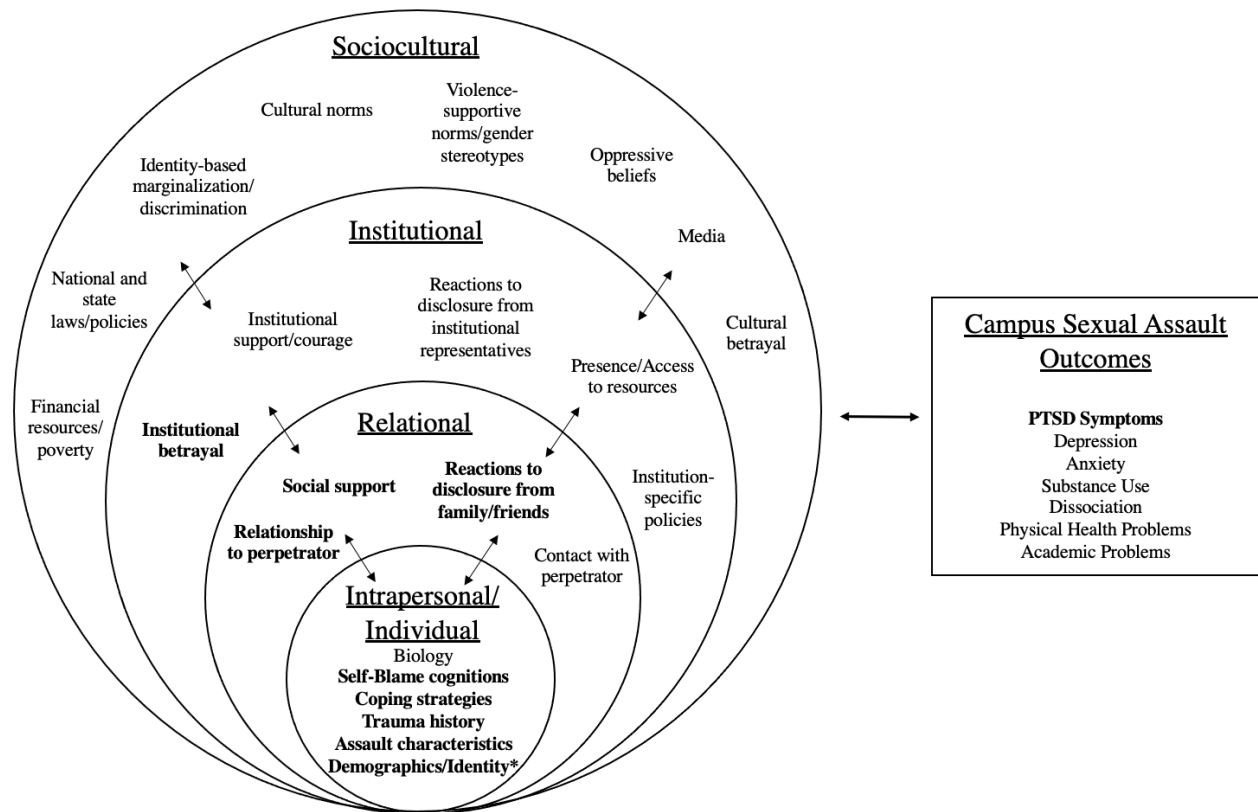 Sociocultural
Cultural norms
Violence-
supportive
norms/gender
stereotypes
Oppressive
beliefs
Identity-based
marginalization/
discrimination
Media
National and
state
laws/policies
Cultural
betrayal
Financial
resources/
poverty
Institutional
Institutional
support/courage
Reactions to
disclosure from
institutional
representatives
Presence/Access
to resources
Institutional
betrayal
Institution-
specific
policies
Relational
Social support
Reactions to
disclosure from
family/friends
Relationship
to perpetrator
Contact with
perpetrator
Intrapersonal/
Individual
Biology
Self-Blame cognitions
Coping strategies
Trauma history
Assault characteristics
Demographics/Identity*
Campus Sexual Assault
Outcomes
PTSD Symptoms
Depression
Anxiety
Substance Use
Dissociation
Physical Health Problems
Academic Problems